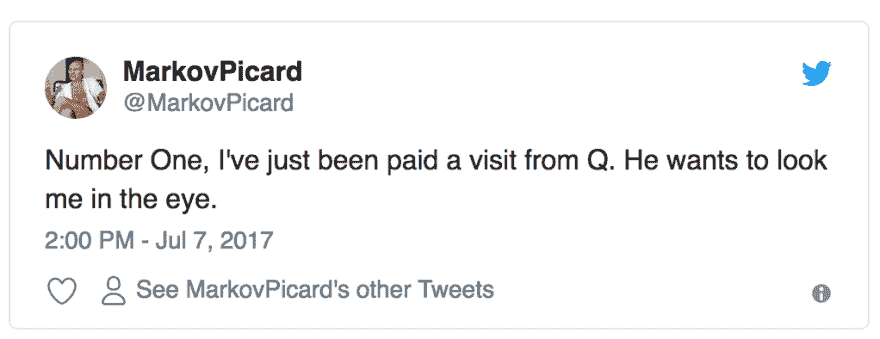 MarkovPicard
@MarkovPicard
Number One, I've just been paid a visit from Q. He wants to look
me in the eye.
2:00 PM - Jul 7, 2017
See MarkovPicard's other Tweets